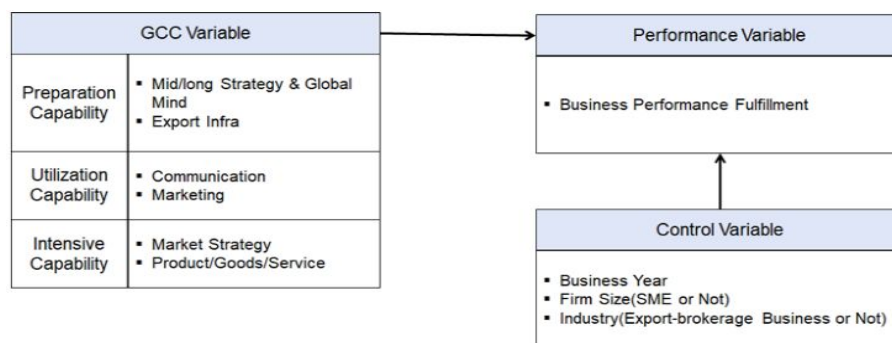 GCC Variable
Preparation
Capability
▪ Mid/long Strategy & Global
Mind
▪ Export Infra
Utilization
Capability
▪ Communication
▪ Marketing
Intensive
Capability
▪ Market Strategy
▪ Product/Goods/Service
Performance Variable
▪ Business Performance Fulfillment
Control Variable
▪ Business Year
▪ Firm Size(SME or Not)
▪ Industry(Export-brokerage Business or Not)